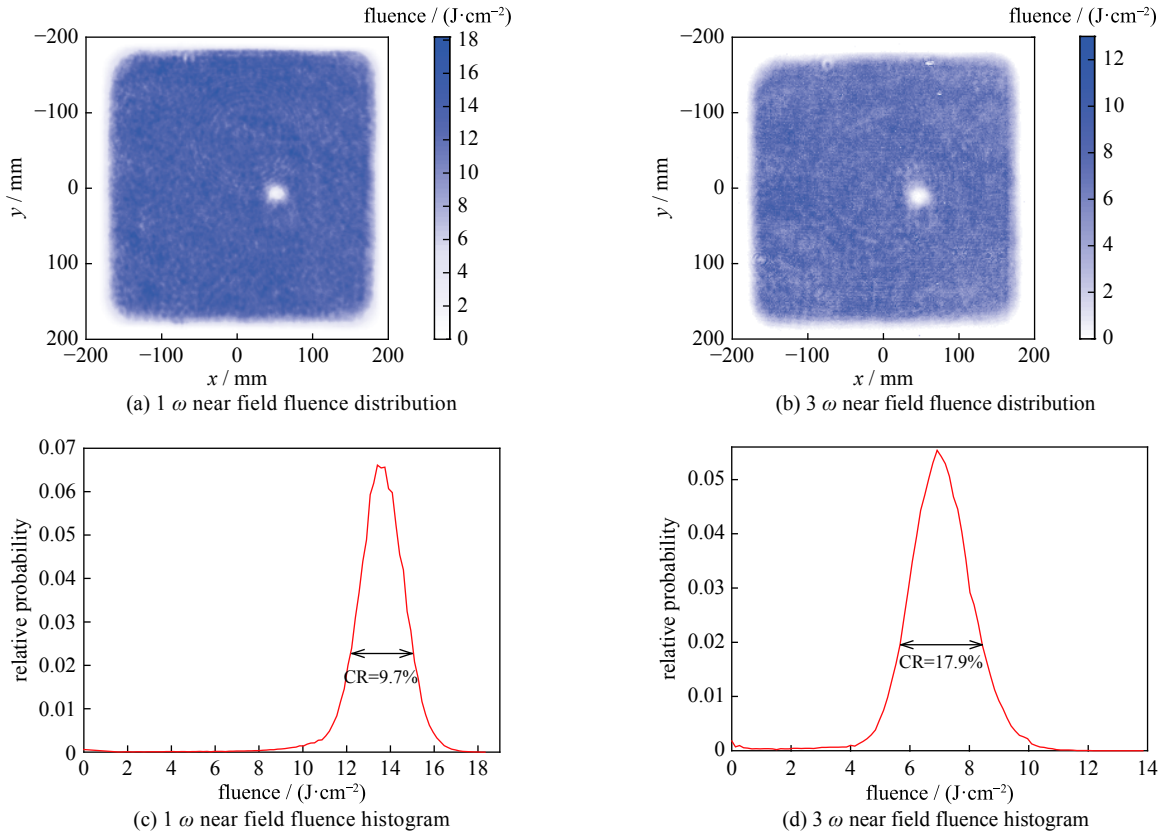 fluence / (J·cm⁻²)
−200
−100
0
100
200
y / mm
−200 −100 0 100 200
x / mm
18
16
14
12
10
8
6
4
2
0
(a) 1 ω near field fluence distribution
fluence / (J·cm⁻²)
−200
−100
0
100
200
y / mm
−200 −100 0 100 200
x / mm
12
10
8
6
4
2
0
(b) 3 ω near field fluence distribution
0.07
0.06
0.05
0.04
0.03
0.02
0.01
0
relative probability
CR=9.7%
0 2 4 6 8 10 12 14 16 18
fluence / (J·cm⁻²)
(c) 1 ω near field fluence histogram
0.05
0.04
0.03
0.02
0.01
0
relative probability
CR=17.9%
0 2 4 6 8 10 12 14
fluence / (J·cm⁻²)
(d) 3 ω near field fluence histogram